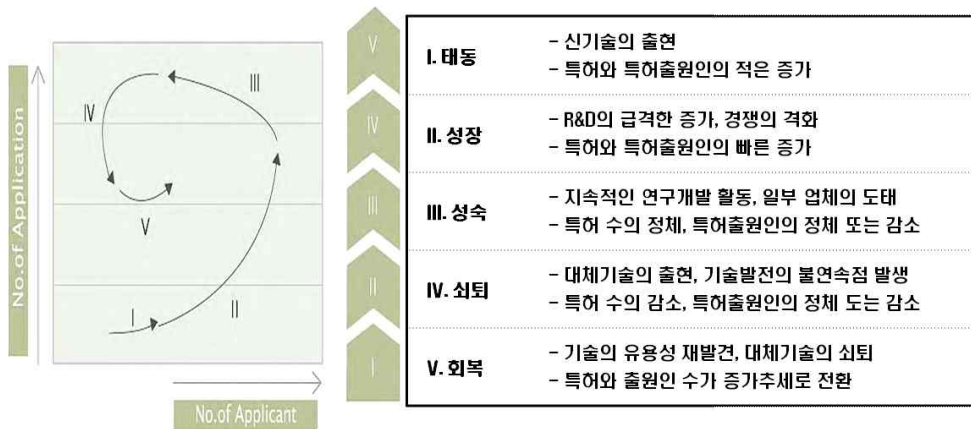 No.of Application
No.of Applicant
I
II
III
IV
V
V
IV
III
II
I
I. 태동
– 신기술의 출현
– 특허와 특허출원인의 적은 증가
II. 성장
– R&D의 급격한 증가, 경쟁의 격화
– 특허와 특허출원인의 빠른 증가
III. 성숙
– 지속적인 연구개발 활동, 일부 업체의 도태
– 특허 수의 정체, 특허출원인의 정체 또는 감소
IV. 쇠퇴
– 대체기술의 출현, 기술발전의 불연속점 발생
– 특허 수의 감소, 특허출원인의 정체 도는 감소
V. 회복
– 기술의 유용성 재발견, 대체기술의 쇠퇴
– 특허와 출원인 수가 증가추세로 전환